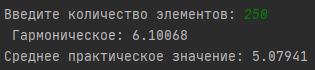 Введите количество элементов: 250
Гармоническое: 6.10068
Среднее практическое значение: 5.07941